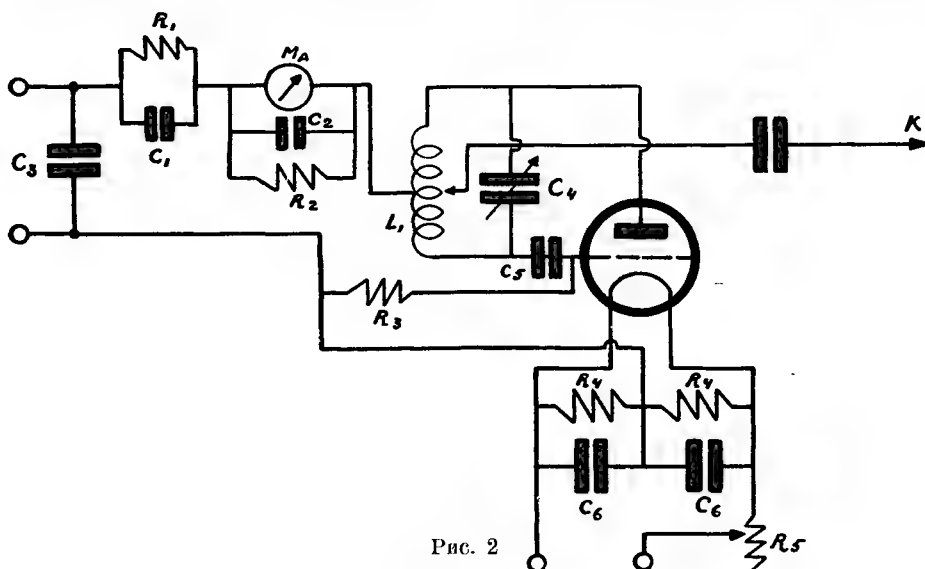 R₁
MA
K
C₁
C₂
C₃
R₂
L₁
C₄
C₅
R₃
R₄
R₄
C₆
C₆
R₅
Рис. 2